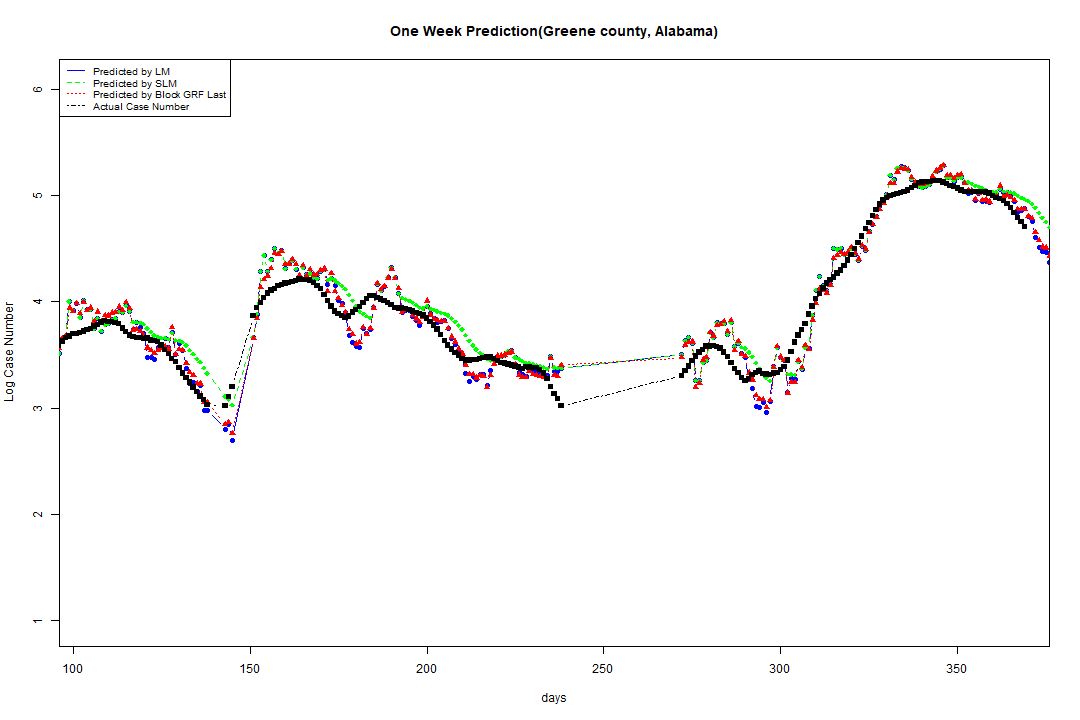 One Week Prediction(Greene county, Alabama)
Predicted by LM
Predicted by SLM
Predicted by Block GRF Last
Actual Case Number
6
5
4
3
2
1
Log Case Number
100 150 200 250 300 350
days